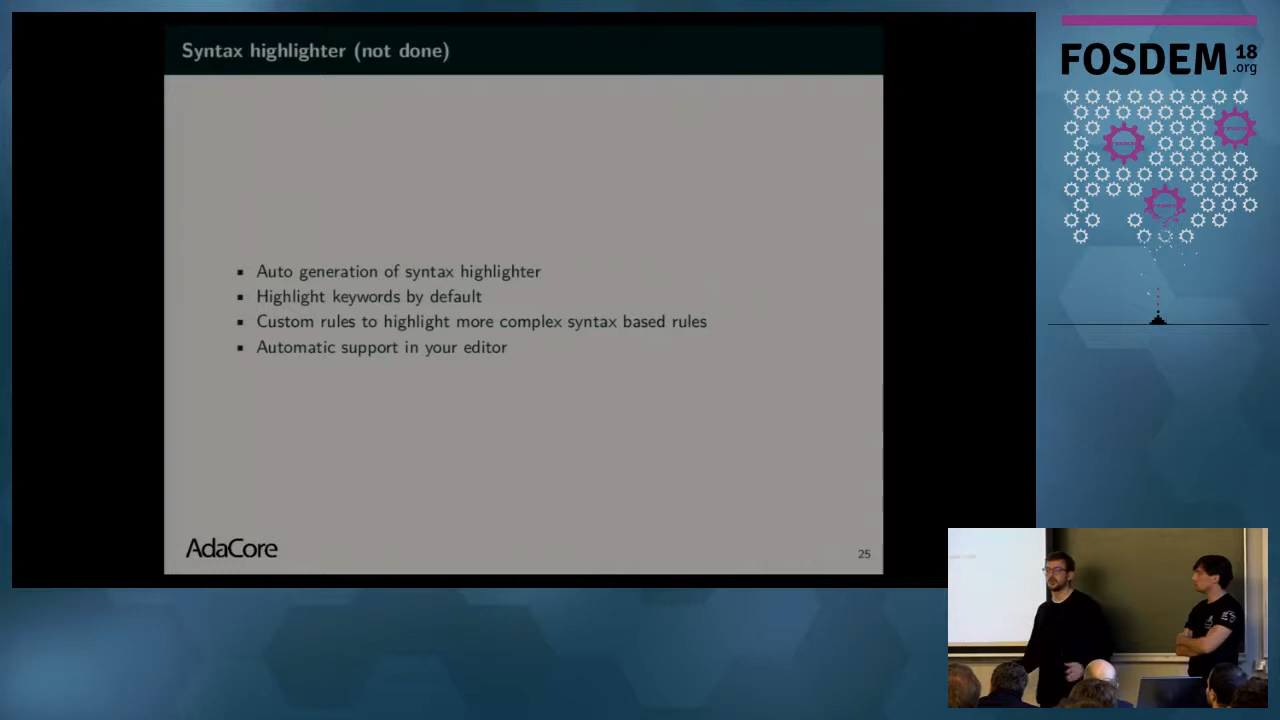 Syntax highlighter (not done)
Auto generation of syntax highlighter
Highlight keywords by default
Custom rules to highlight more complex syntax based rules
Automatic support in your editor
AdaCore
25
FOSDEM 18
.org